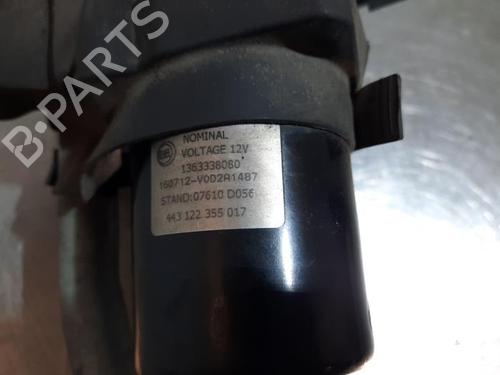 NOMINAL
VOLTAGE 12V
1363338080
160712-V0D2A1487
STAND:07610 D056
443 122 355 017
B-PARTS